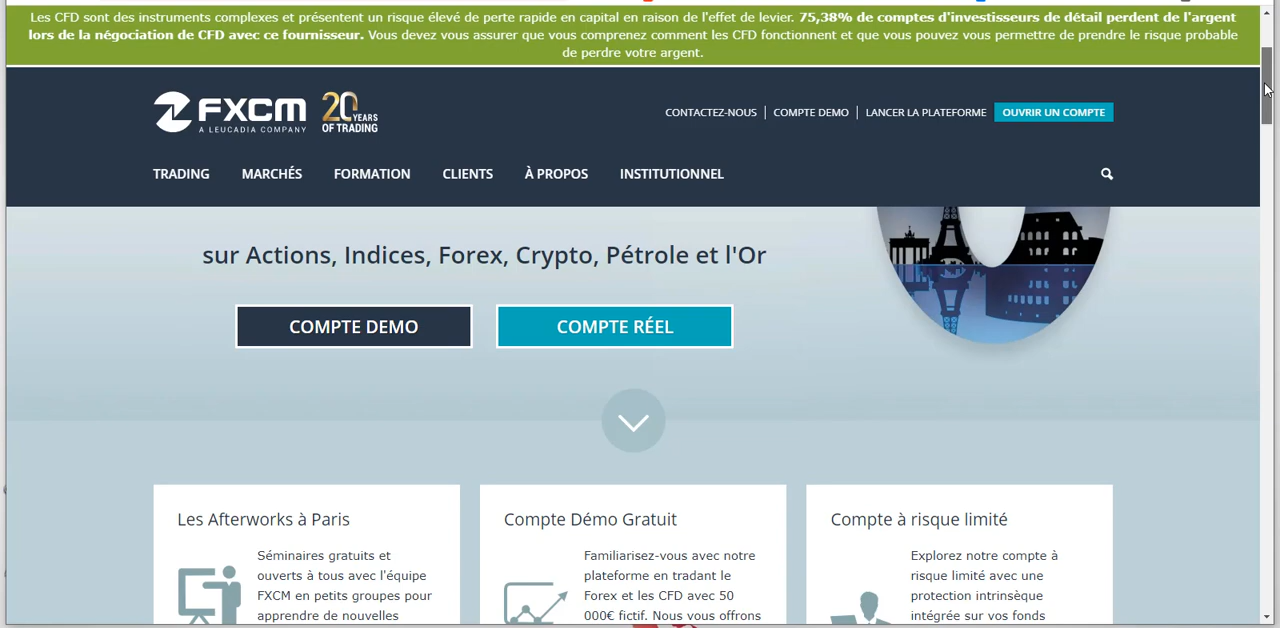 Les CFD sont des instruments complexes et présentent un risque élevé de perte rapide en capital en raison de l'effet de levier. 75,38% de comptes d'investisseurs de détail perdent de l'argent
lors de la négociation de CFD avec ce fournisseur. Vous devez vous assurer que vous comprenez comment les CFD fonctionnent et que vous pouvez vous permettre de prendre le risque probable
de perdre votre argent.
FXCM
A LEUCADIA COMPANY
20 YEARS
OF TRADING
CONTACTEZ-NOUS
COMPTE DEMO
LANCER LA PLATEFORME
OUVRIR UN COMPTE
TRADING
MARCHÉS
FORMATION
CLIENTS
À PROPOS
INSTITUTIONNEL
sur Actions, Indices, Forex, Crypto, Pétrole et l'Or
COMPTE DEMO
COMPTE RÉEL
Les Afterworks à Paris
Séminaires gratuits et
ouverts à tous avec l'équipe
FXCM en petits groupes pour
apprendre de nouvelles
Compte Démo Gratuit
Familiarisez-vous avec notre
plateforme en tradant le
Forex et les CFD avec 50
000€ fictif. Nous vous offrons
Compte à risque limité
Explorez notre compte à
risque limité avec une
protection intrinsèque
intégrée sur vos fonds